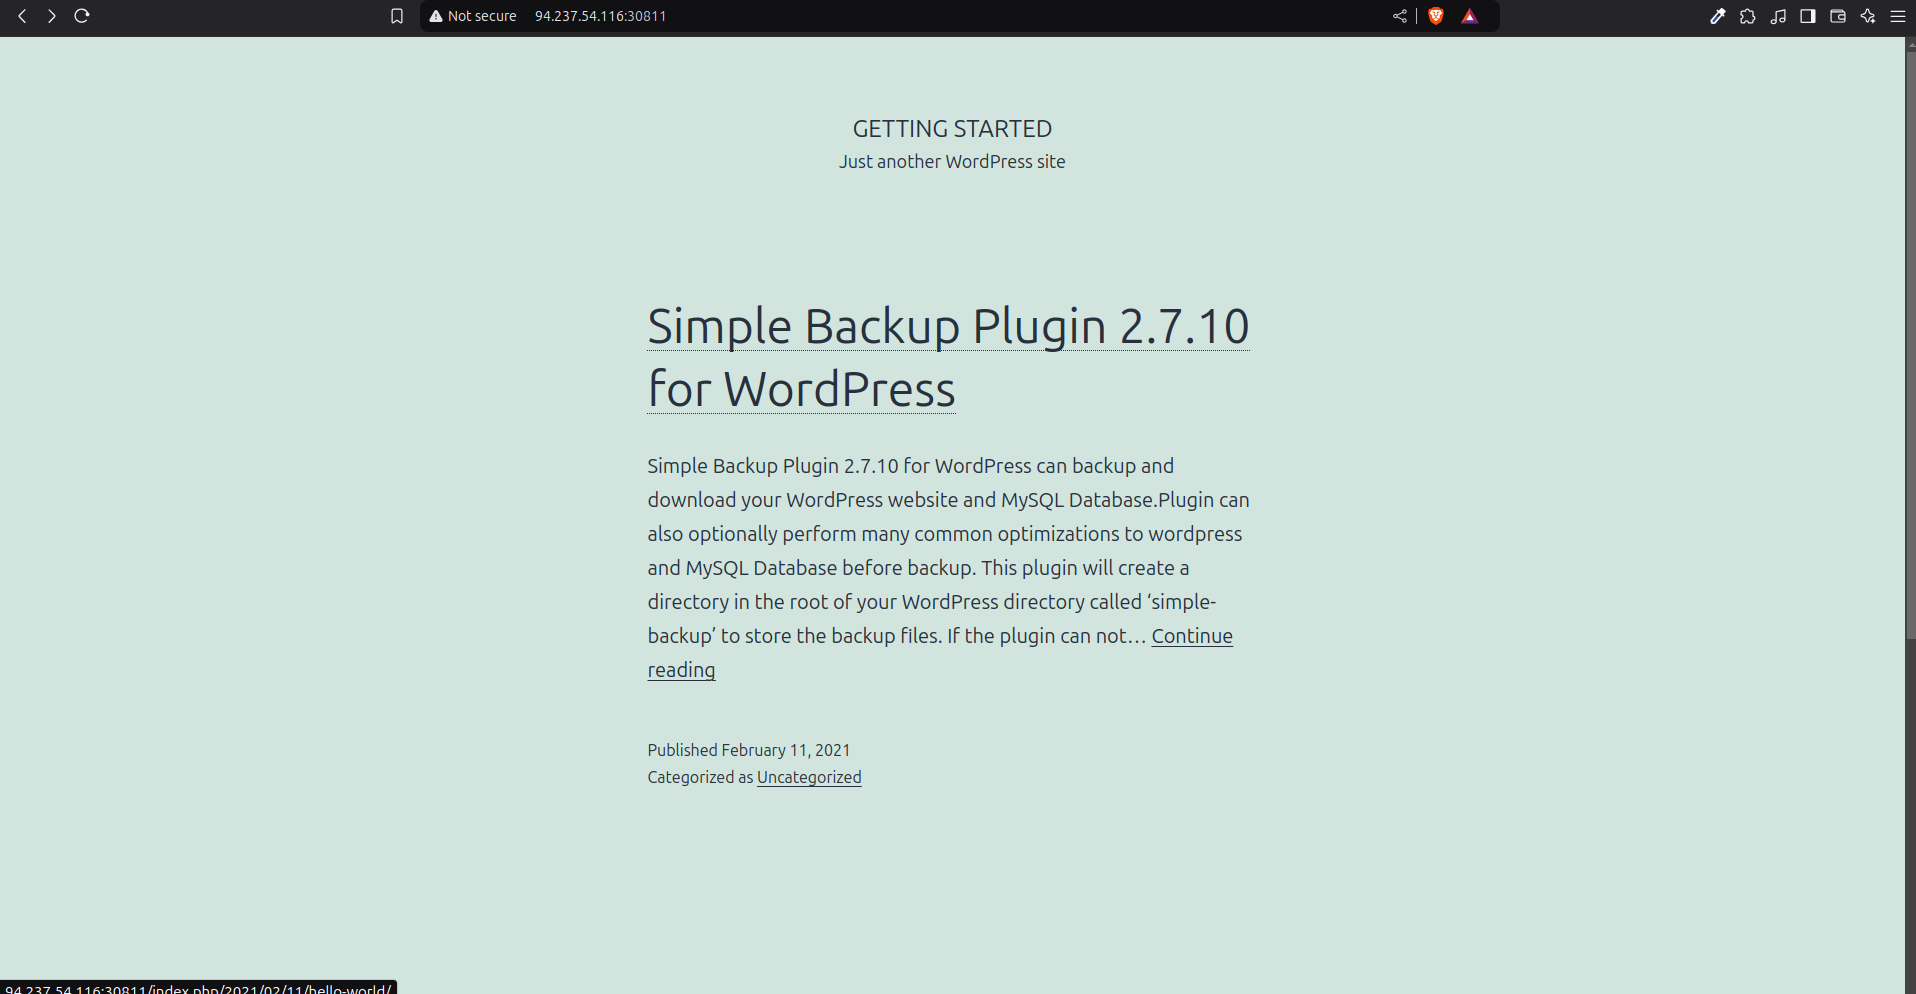 Not secure 94.237.54.116:30811
GETTING STARTED
Just another WordPress site
Simple Backup Plugin 2.7.10
for WordPress
Simple Backup Plugin 2.7.10 for WordPress can backup and
download your WordPress website and MySQL Database.Plugin can
also optionally perform many common optimizations to wordpress
and MySQL Database before backup. This plugin will create a
directory in the root of your WordPress directory called ‘simple-
backup’ to store the backup files. If the plugin can not… Continue
reading
Published February 11, 2021
Categorized as Uncategorized
94.237.54.116:30811/index.php/2021/02/11/hello-world/